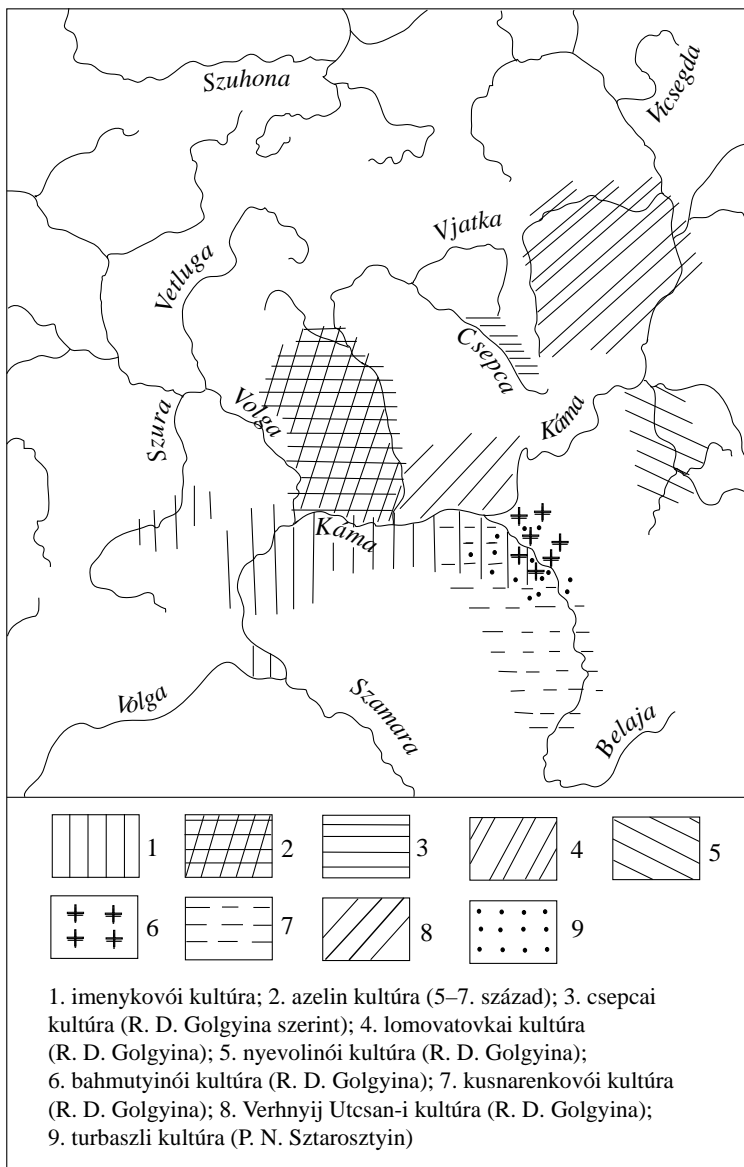 Szuhona
Vicsegda
Vjatka
Vetluga
Csepca
Volga
Káma
Szura
Káma
Volga
Szamara
Belaja
1
2
3
4
5
6
7
8
9
1. imenykovói kultúra; 2. azelin kultúra (5–7. század); 3. csepcai
kultúra (R. D. Golgyina szerint); 4. lomovatovkai kultúra
(R. D. Golgyina); 5. nyevolinói kultúra (R. D. Golgyina);
6. bahmutyinói kultúra (R. D. Golgyina); 7. kusnarenkovói kultúra
(R. D. Golgyina); 8. Verhnyij Utcsan-i kultúra (R. D. Golgyina);
9. turbaszli kultúra (P. N. Sztarosztyin)